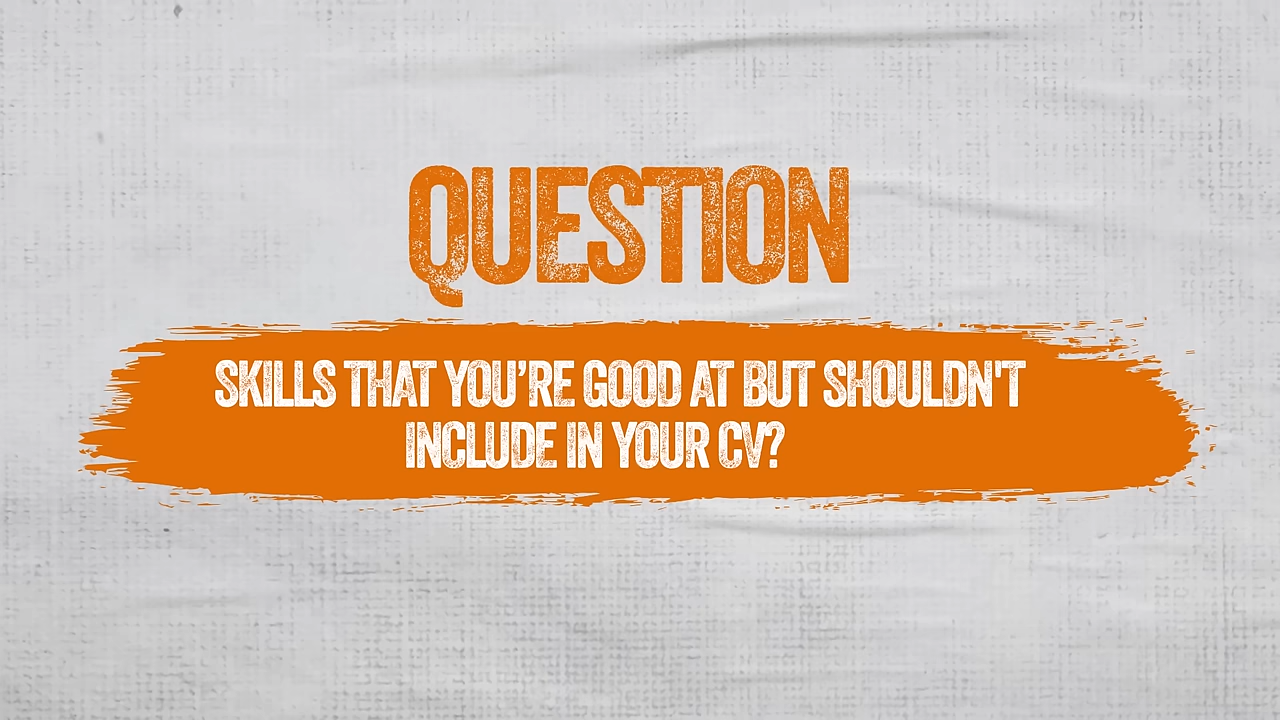 QUESTION
SKILLS THAT YOU’RE GOOD AT BUT SHOULDN'T
INCLUDE IN YOUR CV?